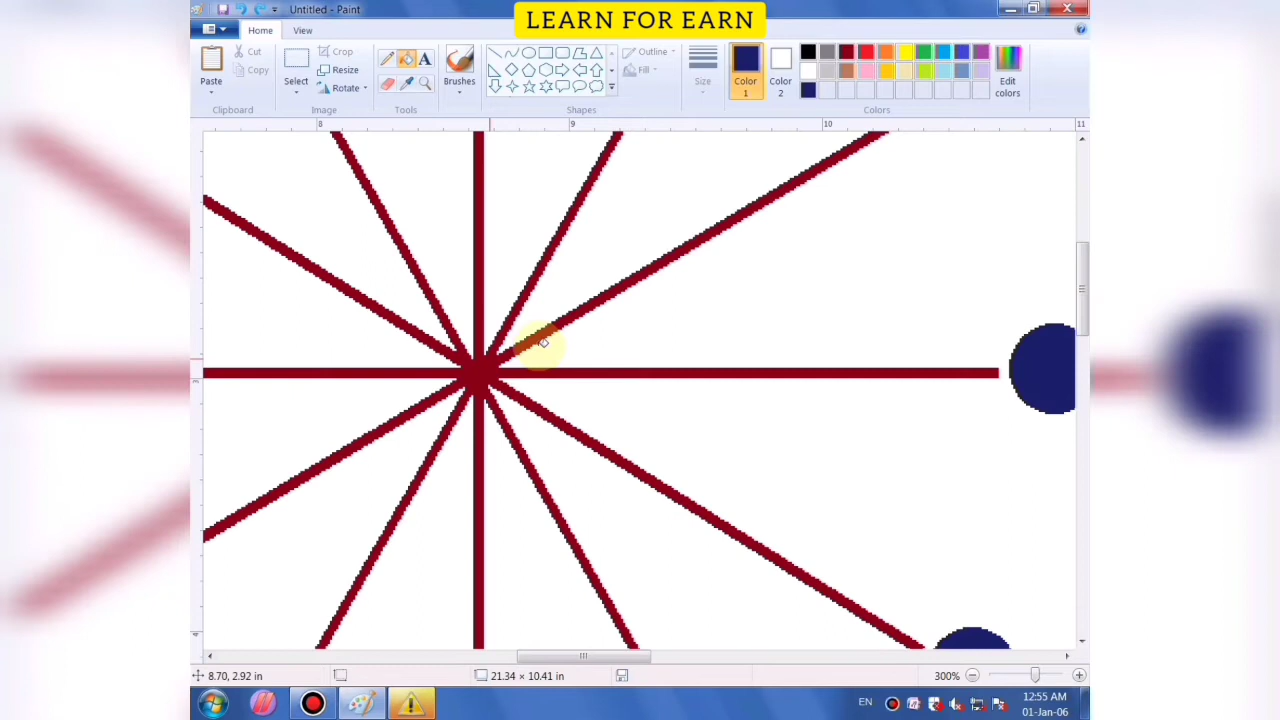 LEARN FOR EARN
Untitled - Paint
Home View
Paste
Cut
Copy
Clipboard
Select
Crop
Resize
Rotate
Image
A
Tools
Brushes
Outline
Fill
Shapes
Size
Color
1
Color
2
Edit
colors
Colors
8 9 10 11
8.70, 2.92 in
21.34 × 10.41 in
300%
EN
12:55 AM
01-Jan-06